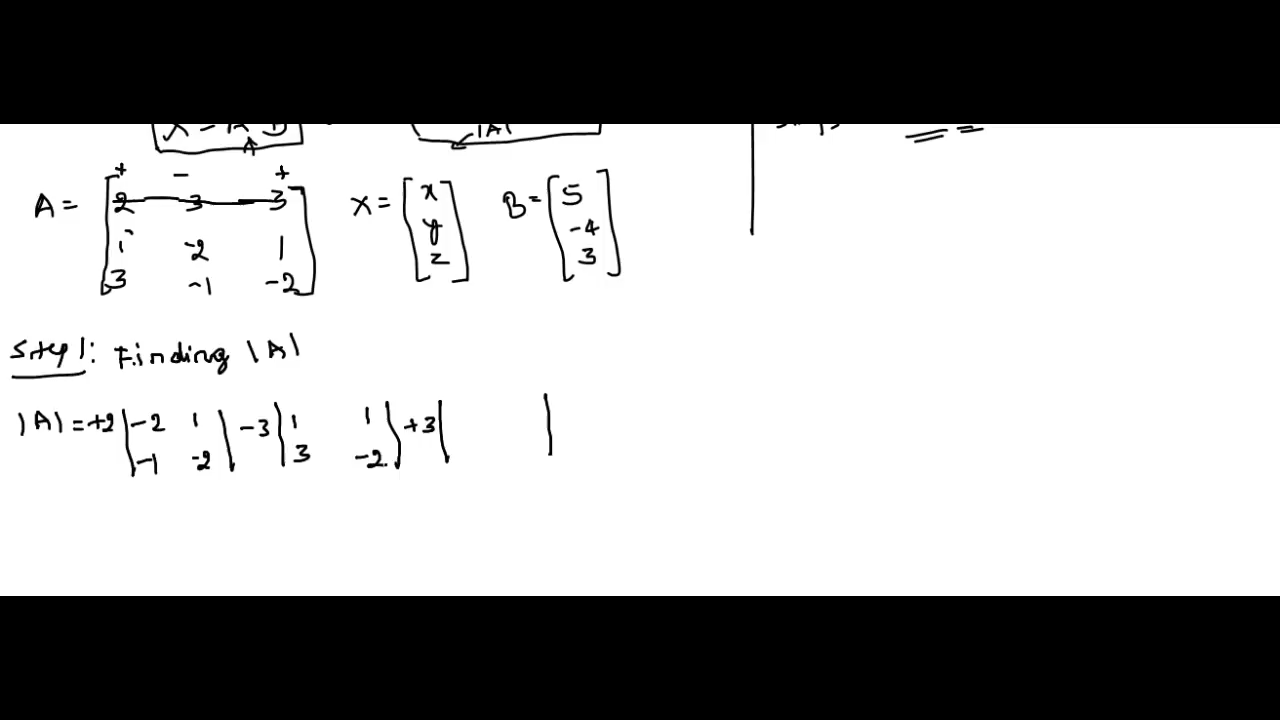 |A|
+ - +
A = [ 2 3 3 ] X = [ x ] B = [ 5 ]
[ 1 -2 1 ] [ y ] [ -4 ]
[ 3 -1 -2 ] [ z ] [ 3 ]
Step 1: Finding |A|
|A| = +2 | -2 1 | -3 | 1 1 | +3 | |
| -1 -2 | | 3 -2 |